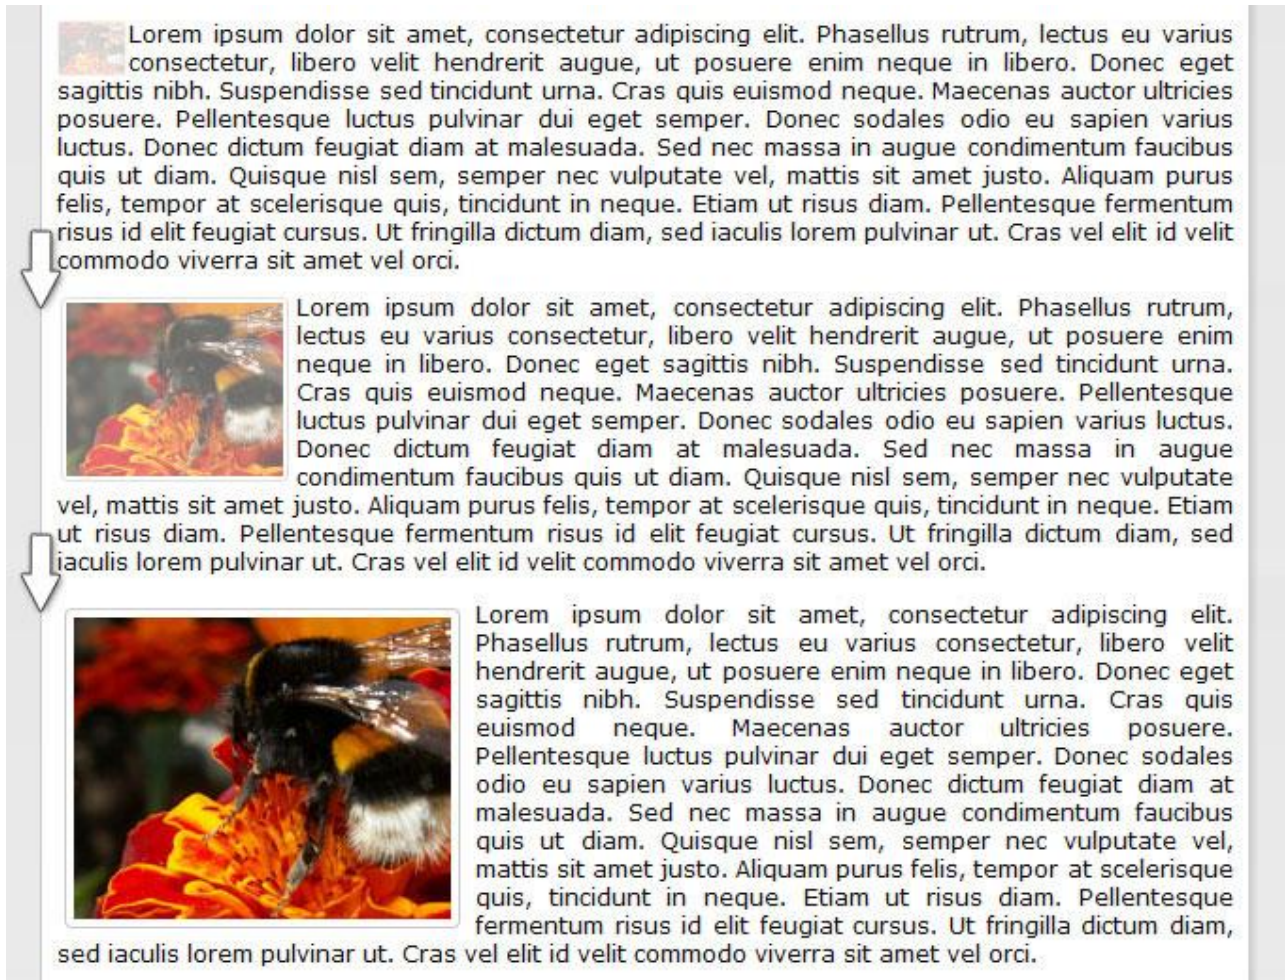 Lorem ipsum dolor sit amet, consectetur adipiscing elit. Phasellus rutrum, lectus eu varius
consectetur, libero velit hendrerit augue, ut posuere enim neque in libero. Donec eget
sagittis nibh. Suspendisse sed tincidunt urna. Cras quis euismod neque. Maecenas auctor ultricies
posuere. Pellentesque luctus pulvinar dui eget semper. Donec sodales odio eu sapien varius
luctus. Donec dictum feugiat diam at malesuada. Sed nec massa in augue condimentum faucibus
quis ut diam. Quisque nisl sem, semper nec vulputate vel, mattis sit amet justo. Aliquam purus
felis, tempor at scelerisque quis, tincidunt in neque. Etiam ut risus diam. Pellentesque fermentum
risus id elit feugiat cursus. Ut fringilla dictum diam, sed iaculis lorem pulvinar ut. Cras vel elit id velit
commodo viverra sit amet vel orci.
Lorem ipsum dolor sit amet, consectetur adipiscing elit. Phasellus rutrum,
lectus eu varius consectetur, libero velit hendrerit augue, ut posuere enim
neque in libero. Donec eget sagittis nibh. Suspendisse sed tincidunt urna.
Cras quis euismod neque. Maecenas auctor ultricies posuere. Pellentesque
luctus pulvinar dui eget semper. Donec sodales odio eu sapien varius luctus.
Donec dictum feugiat diam at malesuada. Sed nec massa in augue
condimentum faucibus quis ut diam. Quisque nisl sem, semper nec vulputate
vel, mattis sit amet justo. Aliquam purus felis, tempor at scelerisque quis, tincidunt in neque. Etiam
ut risus diam. Pellentesque fermentum risus id elit feugiat cursus. Ut fringilla dictum diam, sed
iaculis lorem pulvinar ut. Cras vel elit id velit commodo viverra sit amet vel orci.
Lorem ipsum dolor sit amet, consectetur adipiscing elit.
Phasellus rutrum, lectus eu varius consectetur, libero velit
hendrerit augue, ut posuere enim neque in libero. Donec eget
sagittis nibh. Suspendisse sed tincidunt urna. Cras quis
euismod neque. Maecenas auctor ultricies posuere.
Pellentesque luctus pulvinar dui eget semper. Donec sodales
odio eu sapien varius luctus. Donec dictum feugiat diam at
malesuada. Sed nec massa in augue condimentum faucibus
quis ut diam. Quisque nisl sem, semper nec vulputate vel,
mattis sit amet justo. Aliquam purus felis, tempor at scelerisque
quis, tincidunt in neque. Etiam ut risus diam. Pellentesque
fermentum risus id elit feugiat cursus. Ut fringilla dictum diam,
sed iaculis lorem pulvinar ut. Cras vel elit id velit commodo viverra sit amet vel orci.